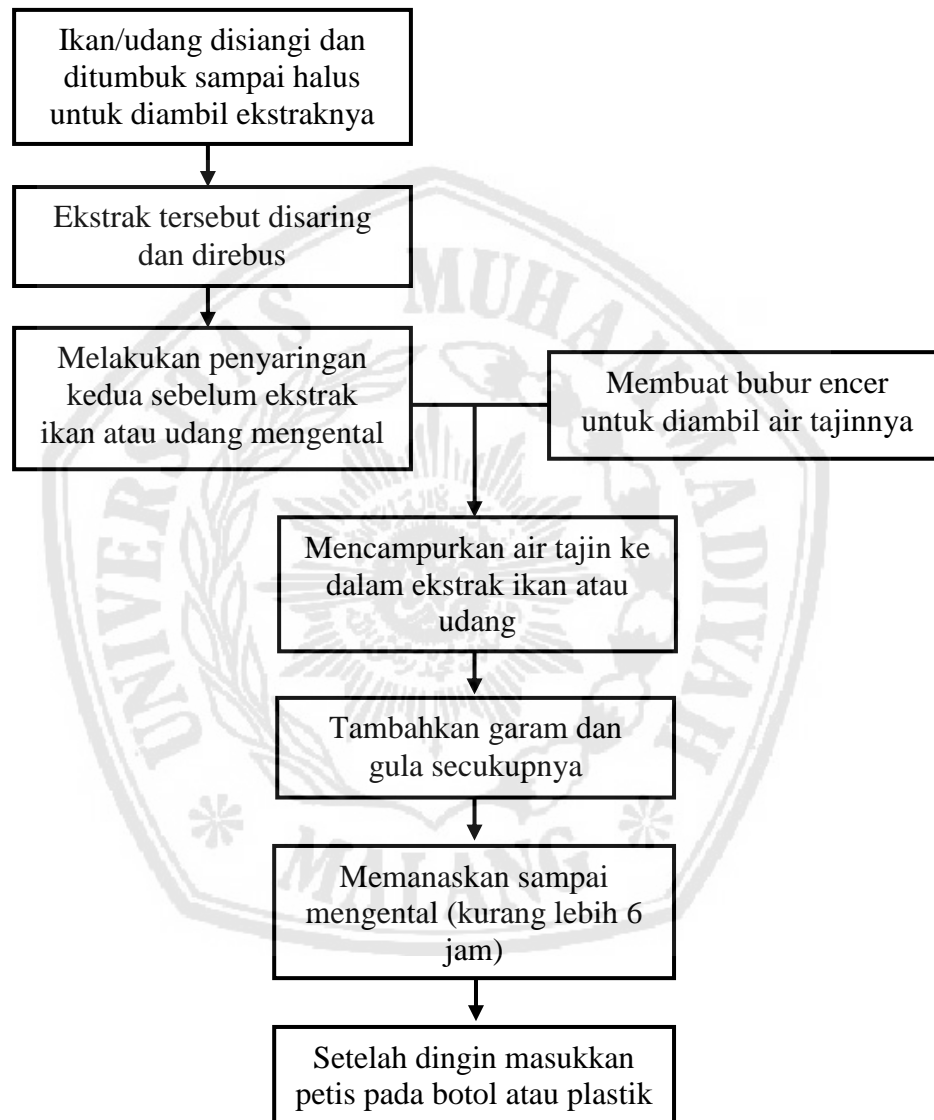 Ikan/udang disiangi dan
ditumbuk sampai halus
untuk diambil ekstraknya
Ekstrak tersebut disaring
dan direbus
Melakukan penyaringan
kedua sebelum ekstrak
ikan atau udang mengental
Membuat bubur encer
untuk diambil air tajinnya
Mencampurkan air tajin ke
dalam ekstrak ikan atau
udang
Tambahkan garam dan
gula secukupnya
Memanaskan sampai
mengental (kurang lebih 6
jam)
Setelah dingin masukkan
petis pada botol atau plastik
UNIVERSITAS MUHAMMADIYAH
MALANG